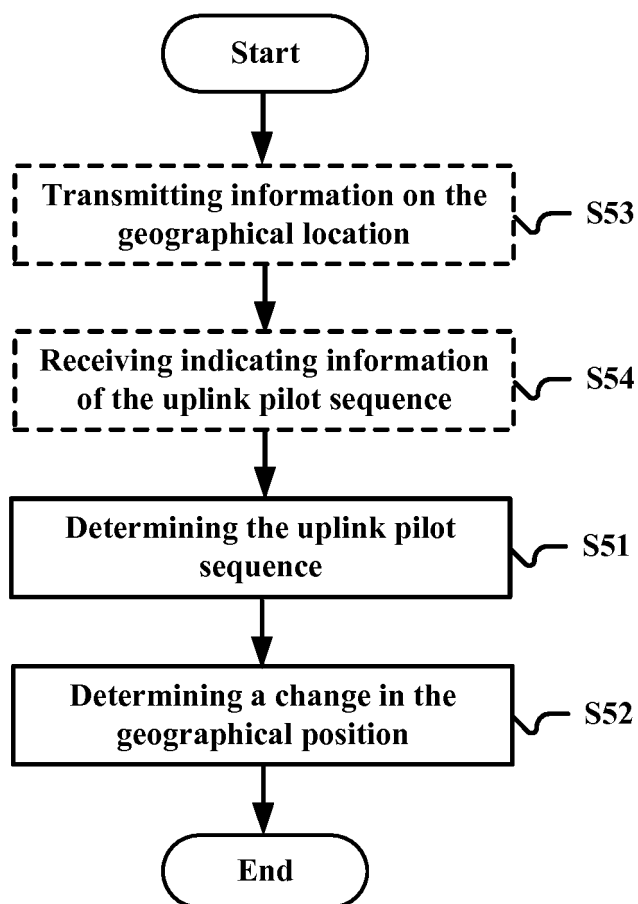 Start
Transmitting information on the
geographical location
S53
Receiving indicating information
of the uplink pilot sequence
S54
Determining the uplink pilot
sequence
S51
Determining a change in the
geographical position
S52
End